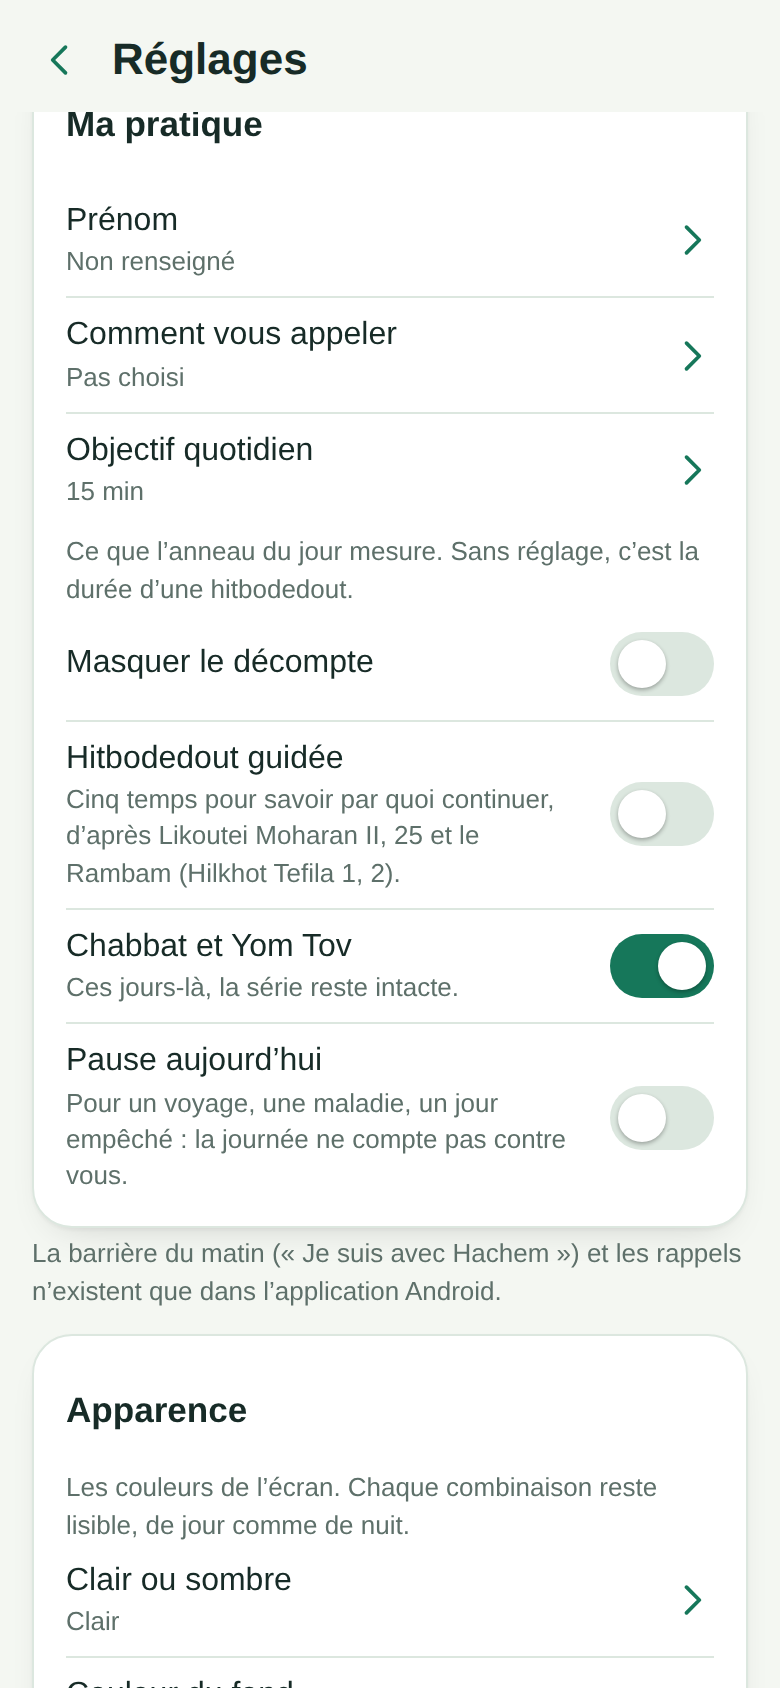 Réglages
Ma pratique
Prénom
Non renseigné
Comment vous appeler
Pas choisi
Objectif quotidien
15 min
Ce que l’anneau du jour mesure. Sans réglage, c’est la
durée d’une hitbodedout.
Masquer le décompte
Hitbodedout guidée
Cinq temps pour savoir par quoi continuer,
d’après Likoutei Moharan II, 25 et le
Rambam (Hilkhot Tefila 1, 2).
Chabbat et Yom Tov
Ces jours-là, la série reste intacte.
Pause aujourd’hui
Pour un voyage, une maladie, un jour
empêché : la journée ne compte pas contre
vous.
La barrière du matin (« Je suis avec Hachem ») et les rappels
n’existent que dans l’application Android.
Apparence
Les couleurs de l’écran. Chaque combinaison reste
lisible, de jour comme de nuit.
Clair ou sombre
Clair
Couleur du fond